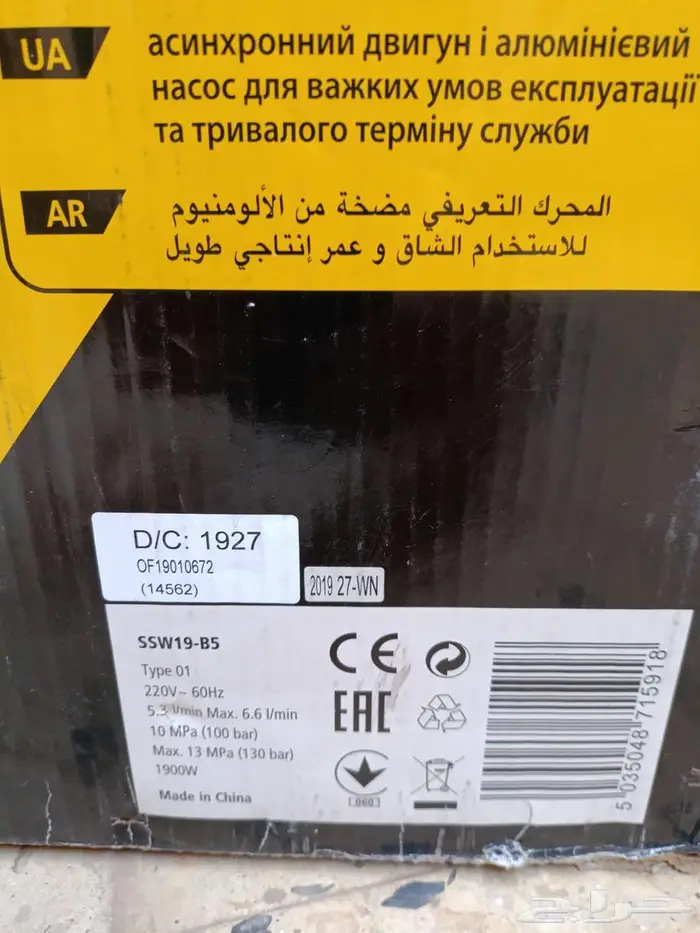 UA
асинхронний двигун і алюмінієвий
насос для важких умов експлуатації
та тривалого терміну служби
AR
المحرك التعريفي مضخة من الألومنيوم
للاستخدام الشاق و عمر إنتاجي طويل
D/C: 1927
OF19010672
(14562)
2019 27-WN
SSW19-B5
Type 01
220V~ 60Hz
5.3 l/min Max. 6.6 l/min
10 MPa (100 bar)
Max. 13 MPa (130 bar)
1900W
Made in China
CE
EAC
060
5 035048 715918
حراج